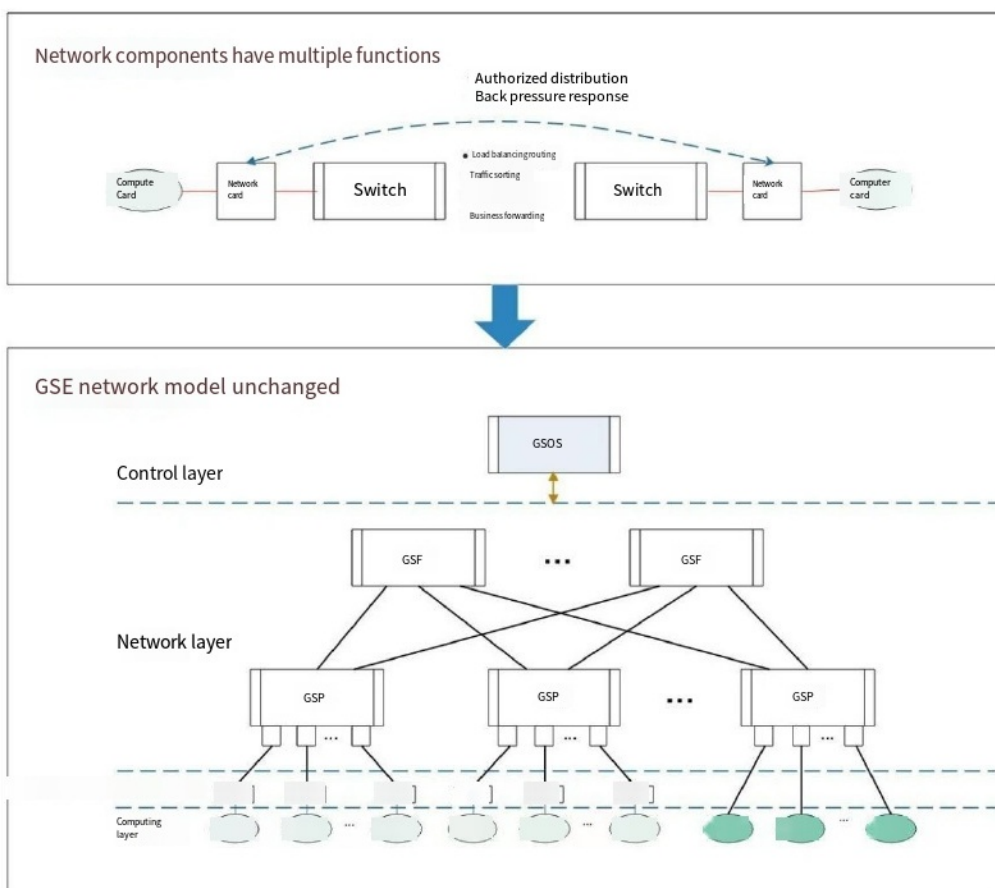 Network components have multiple functions
Authorized distribution
Back pressure response
Compute
Card
Network
card
Switch
• Load balancing routing
Traffic sorting
Business forwarding
Switch
Network
card
Computer
card
GSE network model unchanged
GSOS
Control layer
GSF
...
GSF
Network layer
GSP
GSP
...
GSP
...
...
...
Computing
layer
...
...
...